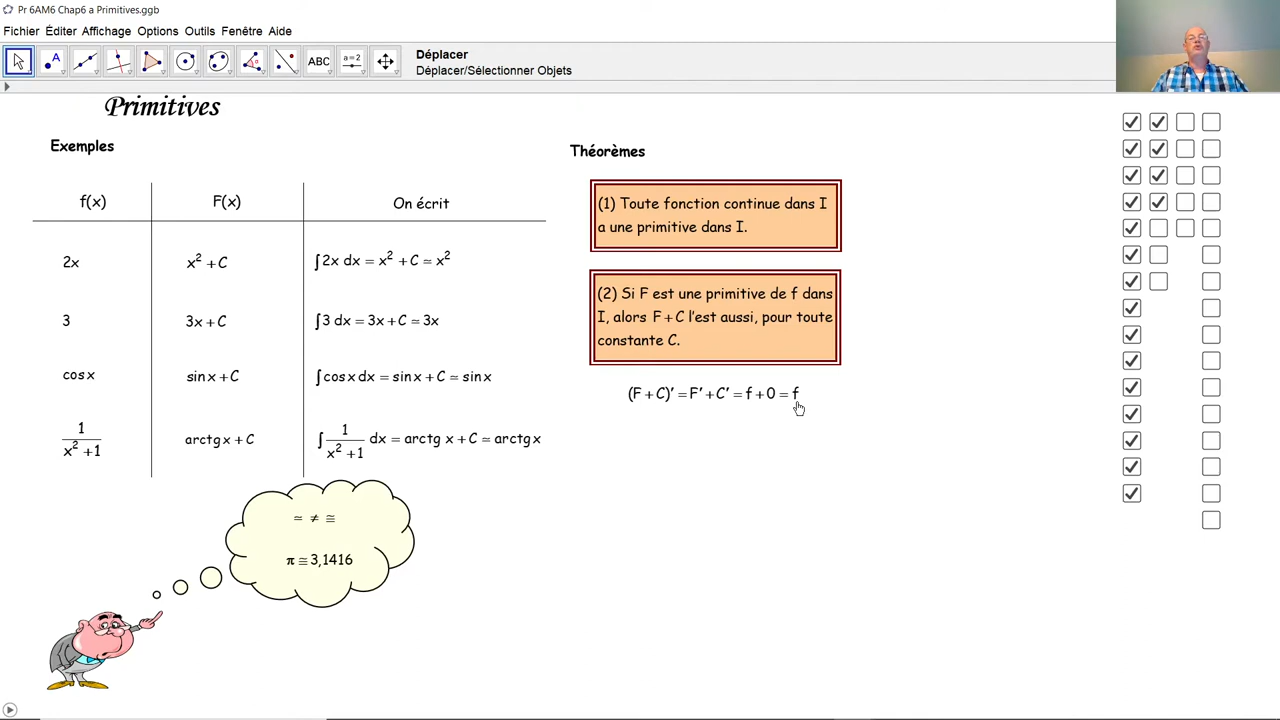 Pr 6AM6 Chap6 a Primitives.ggb
Fichier Éditer Affichage Options Outils Fenêtre Aide
A
ABC
a=2
Déplacer
Déplacer/Sélectionner Objets
Primitives
Exemples
f(x) F(x) On écrit
2x x² + C ∫2x dx = x² + C ≃ x²
3 3x + C ∫3 dx = 3x + C ≃ 3x
cos x sin x + C ∫cos x dx = sin x + C ≃ sin x
1/(x² + 1) arctg x + C ∫ 1/(x² + 1) dx = arctg x + C ≃ arctg x
≃ ≠ ≅
π ≅ 3,1416
Théorèmes
(1) Toute fonction continue dans I
a une primitive dans I.
(2) Si F est une primitive de f dans
I, alors F + C l'est aussi, pour toute
constante C.
(F + C)′ = F′ + C′ = f + 0 = f